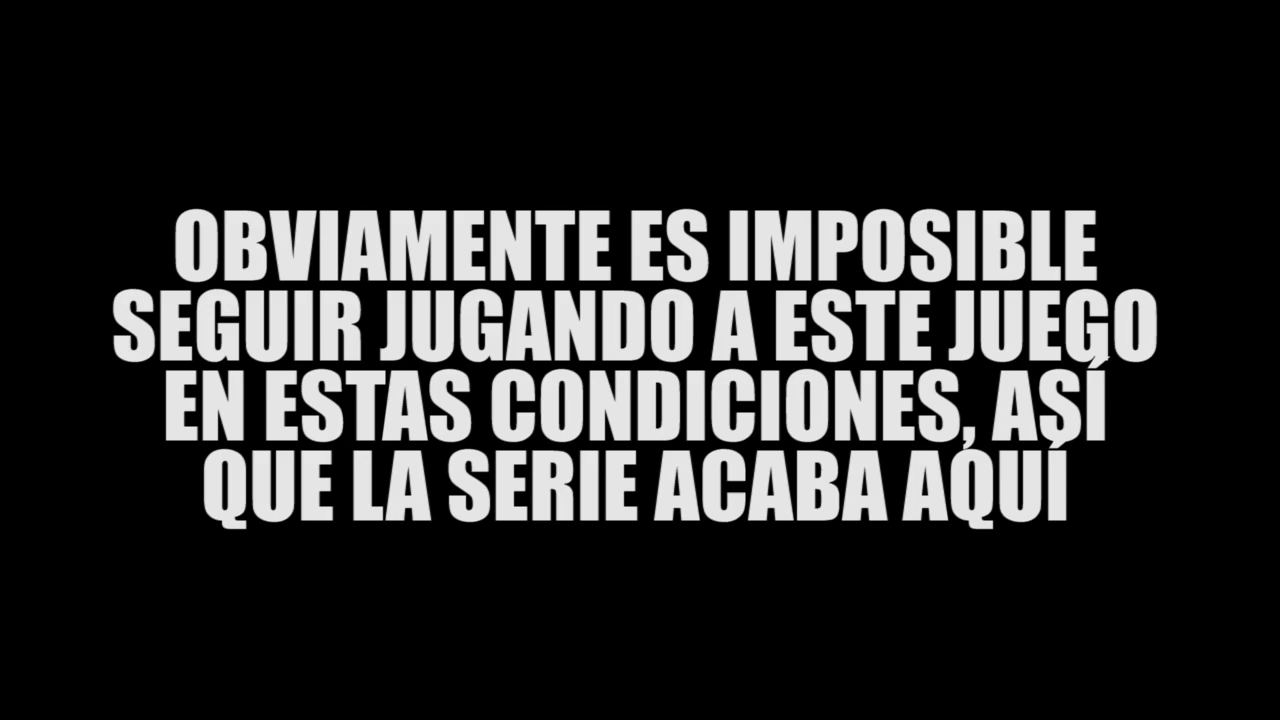 OBVIAMENTE ES IMPOSIBLE
SEGUIR JUGANDO A ESTE JUEGO
EN ESTAS CONDICIONES, ASÍ
QUE LA SERIE ACABA AQUÍ